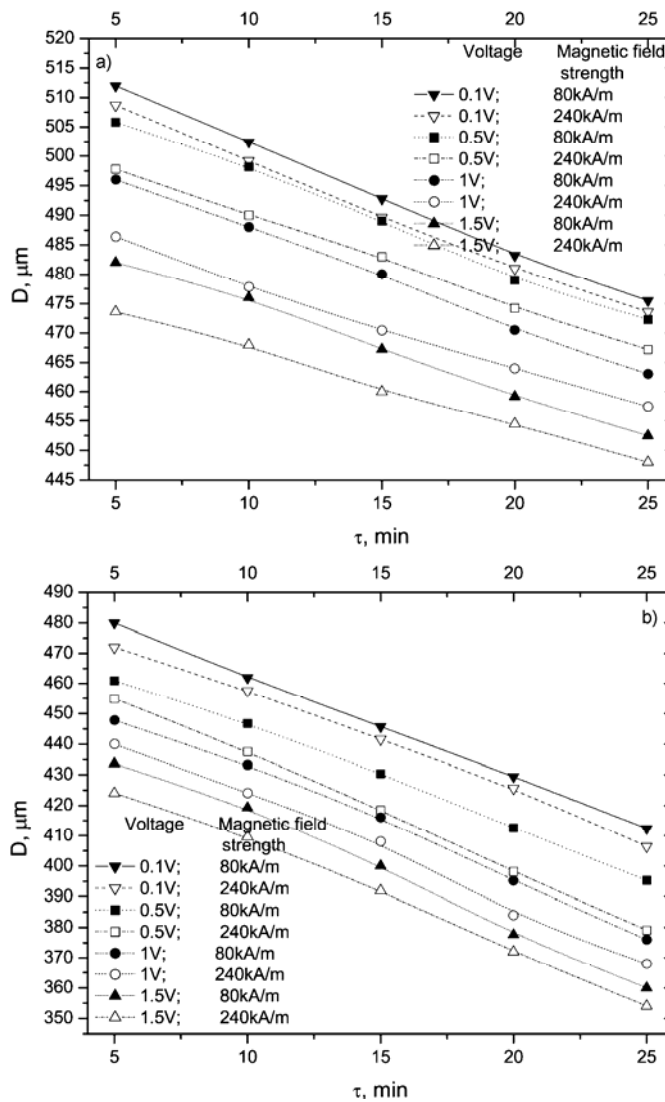 5 10 15 20 25
520
515
510
505
500
495
490
485
480
475
470
465
460
455
450
445
D, μm
a)
Voltage Magnetic field
strength
0.1V; 80kA/m
0.1V; 240kA/m
0.5V; 80kA/m
0.5V; 240kA/m
1V; 80kA/m
1V; 240kA/m
1.5V; 80kA/m
1.5V; 240kA/m
5 10 15 20 25
τ, min
5 10 15 20 25
490
480
470
460
450
440
430
420
410
400
390
380
370
360
350
D, μm
b)
Voltage Magnetic field
strength
0.1V; 80kA/m
0.1V; 240kA/m
0.5V; 80kA/m
0.5V; 240kA/m
1V; 80kA/m
1V; 240kA/m
1.5V; 80kA/m
1.5V; 240kA/m
5 10 15 20 25
τ, min